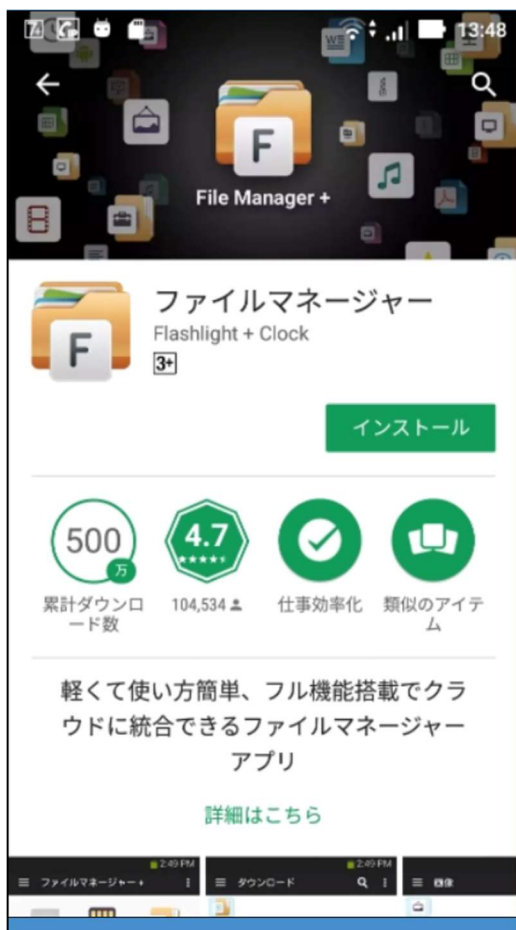 13:48
F
File Manager +
ファイルマネージャー
Flashlight + Clock
3+
インストール
500
万
4.7
累計ダウンロ
ード数
104,534
仕事効率化
類似のアイテ
ム
軽くて使い方簡単、フル機能搭載でクラ
ウドに統合できるファイルマネージャー
アプリ
詳細はこちら
2:49 PM
ファイルマネージャー +
2:49 PM
ダウンロード
画像